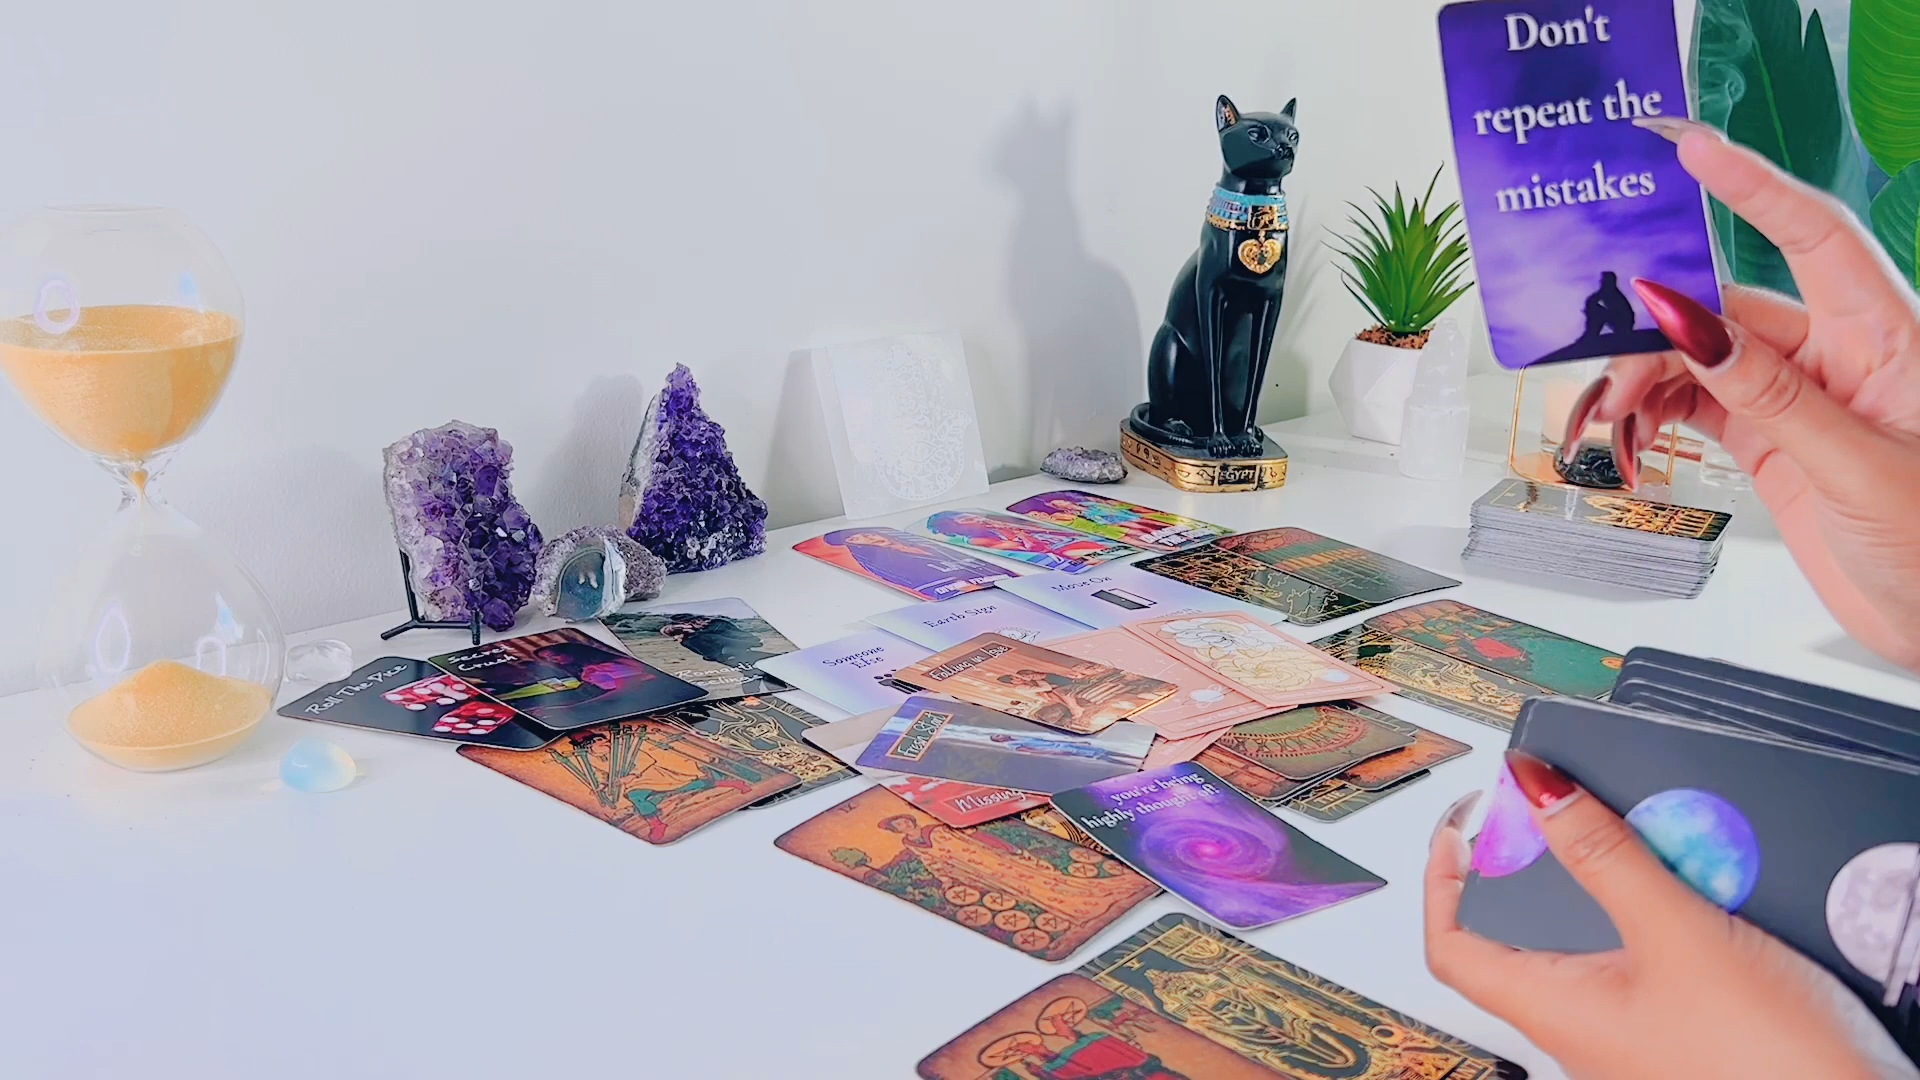 Don't
repeat the
mistakes
EGYPT
Move On
Earth Sign
Someone
Else
Secret
Crush
Roll The Dice
Falling in love
Fresh Start
Missing
you're being
highly thought of!
IX